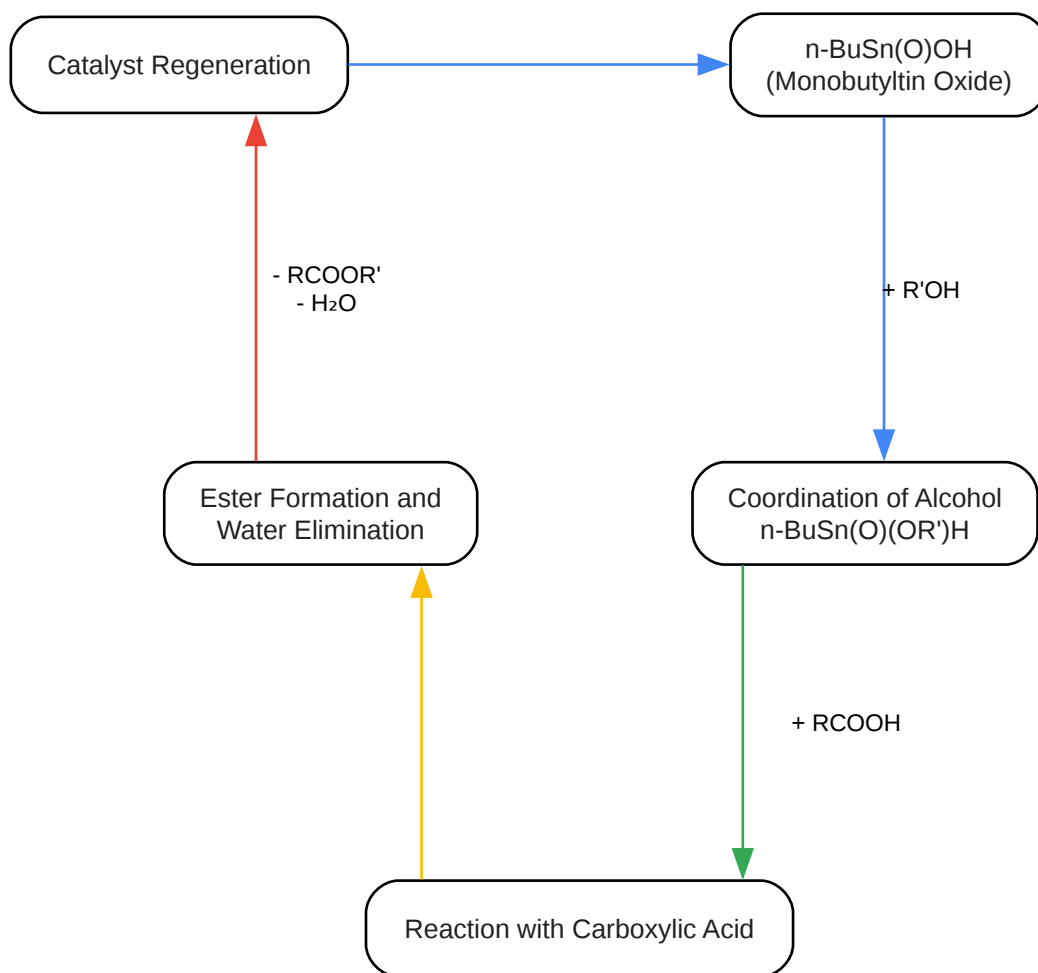 Catalyst Regeneration
n-BuSn(O)OH
(Monobutyltin Oxide)
- RCOOR'
- H₂O
+ R'OH
Ester Formation and
Water Elimination
Coordination of Alcohol
n-BuSn(O)(OR')H
+ RCOOH
Reaction with Carboxylic Acid